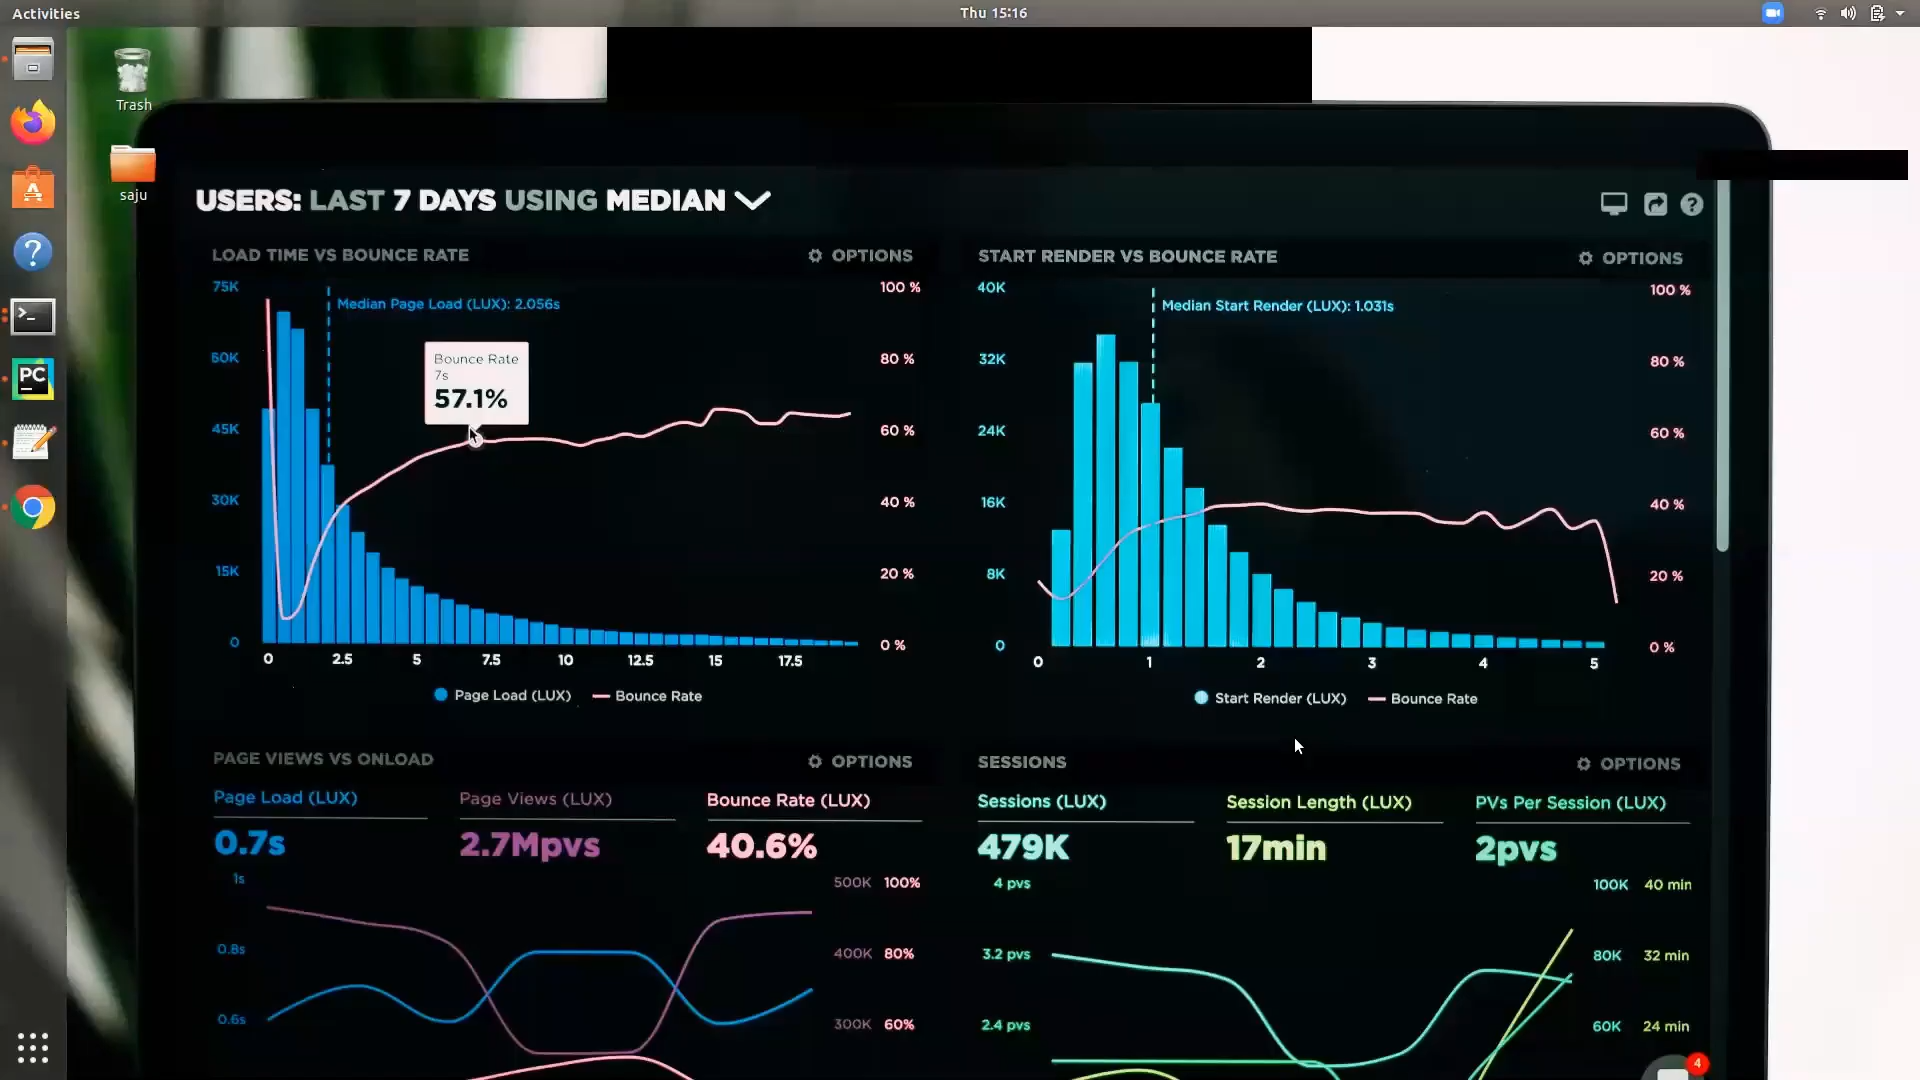 Activities
Thu 15:16
Trash
saju
USERS: LAST 7 DAYS USING MEDIAN
LOAD TIME VS BOUNCE RATE
OPTIONS
75K
60K
45K
30K
15K
0
Median Page Load (LUX): 2.056s
Bounce Rate
7s
57.1%
100 %
80 %
60 %
40 %
20 %
0 %
0 2.5 5 7.5 10 12.5 15 17.5
Page Load (LUX) Bounce Rate
START RENDER VS BOUNCE RATE
OPTIONS
40K
32K
24K
16K
8K
0
Median Start Render (LUX): 1.031s
100 %
80 %
60 %
40 %
20 %
0 %
0 1 2 3 4 5
Start Render (LUX) Bounce Rate
PAGE VIEWS VS ONLOAD
OPTIONS
Page Load (LUX)
0.7s
Page Views (LUX)
2.7Mpvs
Bounce Rate (LUX)
40.6%
1s
0.8s
0.6s
500K 100%
400K 80%
300K 60%
SESSIONS
OPTIONS
Sessions (LUX)
479K
Session Length (LUX)
17min
PVs Per Session (LUX)
2pvs
4 pvs
3.2 pvs
2.4 pvs
100K 40 min
80K 32 min
60K 24 min
PC
4